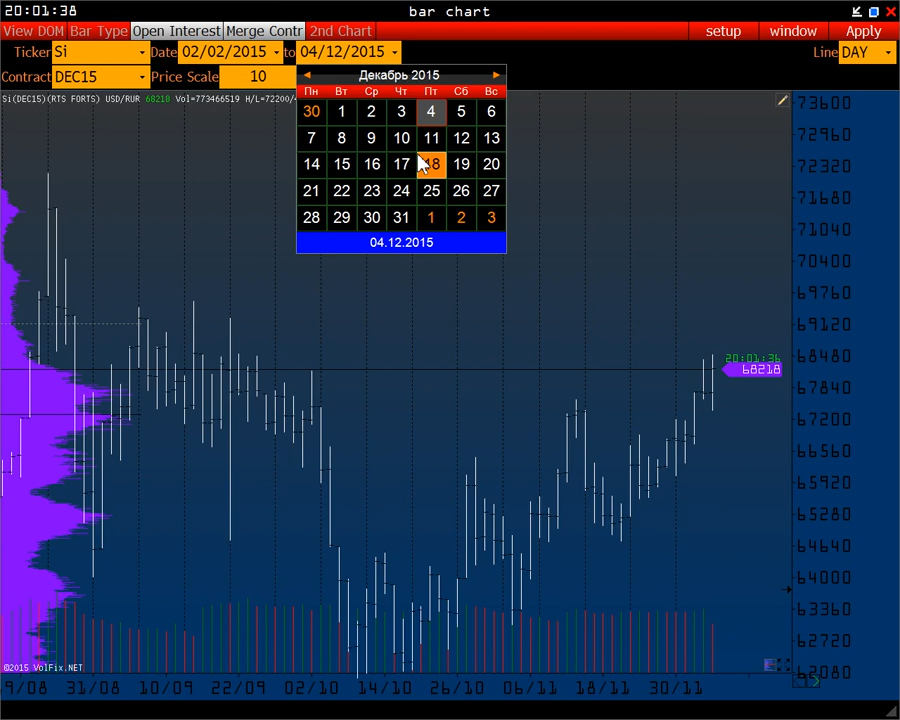 20:01:38 bar chart
View DOM Bar Type Open Interest Merge Contr 2nd Chart setup window Apply
Ticker Si Date 02/02/2015 to 04/12/2015 Line DAY
Contract DEC15 Price Scale 10
Декабрь 2015
Пн Вт Ср Чт Пт Сб Вс
30 1 2 3 4 5 6
7 8 9 10 11 12 13
14 15 16 17 18 19 20
21 22 23 24 25 26 27
28 29 30 31 1 2 3
04.12.2015
Si(DEC15)(RTS FORTS) USD/RUR 68218 Vol=773466519 H/L=72200/
73600
72960
72320
71680
71040
70400
69760
69120
68480
20:01:36
68218
67840
67200
66560
65920
65280
64640
64000
63360
62720
62080
©2015 VolFix.NET
9/08 31/08 10/09 22/09 02/10 14/10 26/10 06/11 18/11 30/11